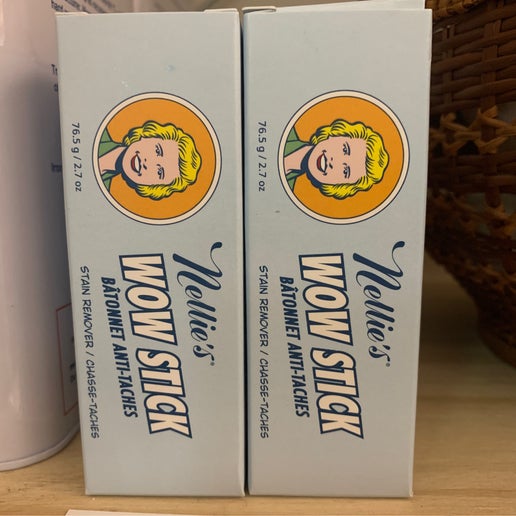 76.5 g / 2.7 oz
Nellie's®
WOW STICK
BÂTONNET ANTI-TACHES
STAIN REMOVER / CHASSE-TACHES
76.5 g / 2.7 oz
Nellie's®
WOW STICK
BÂTONNET ANTI-TACHES
STAIN REMOVER / CHASSE-TACHES